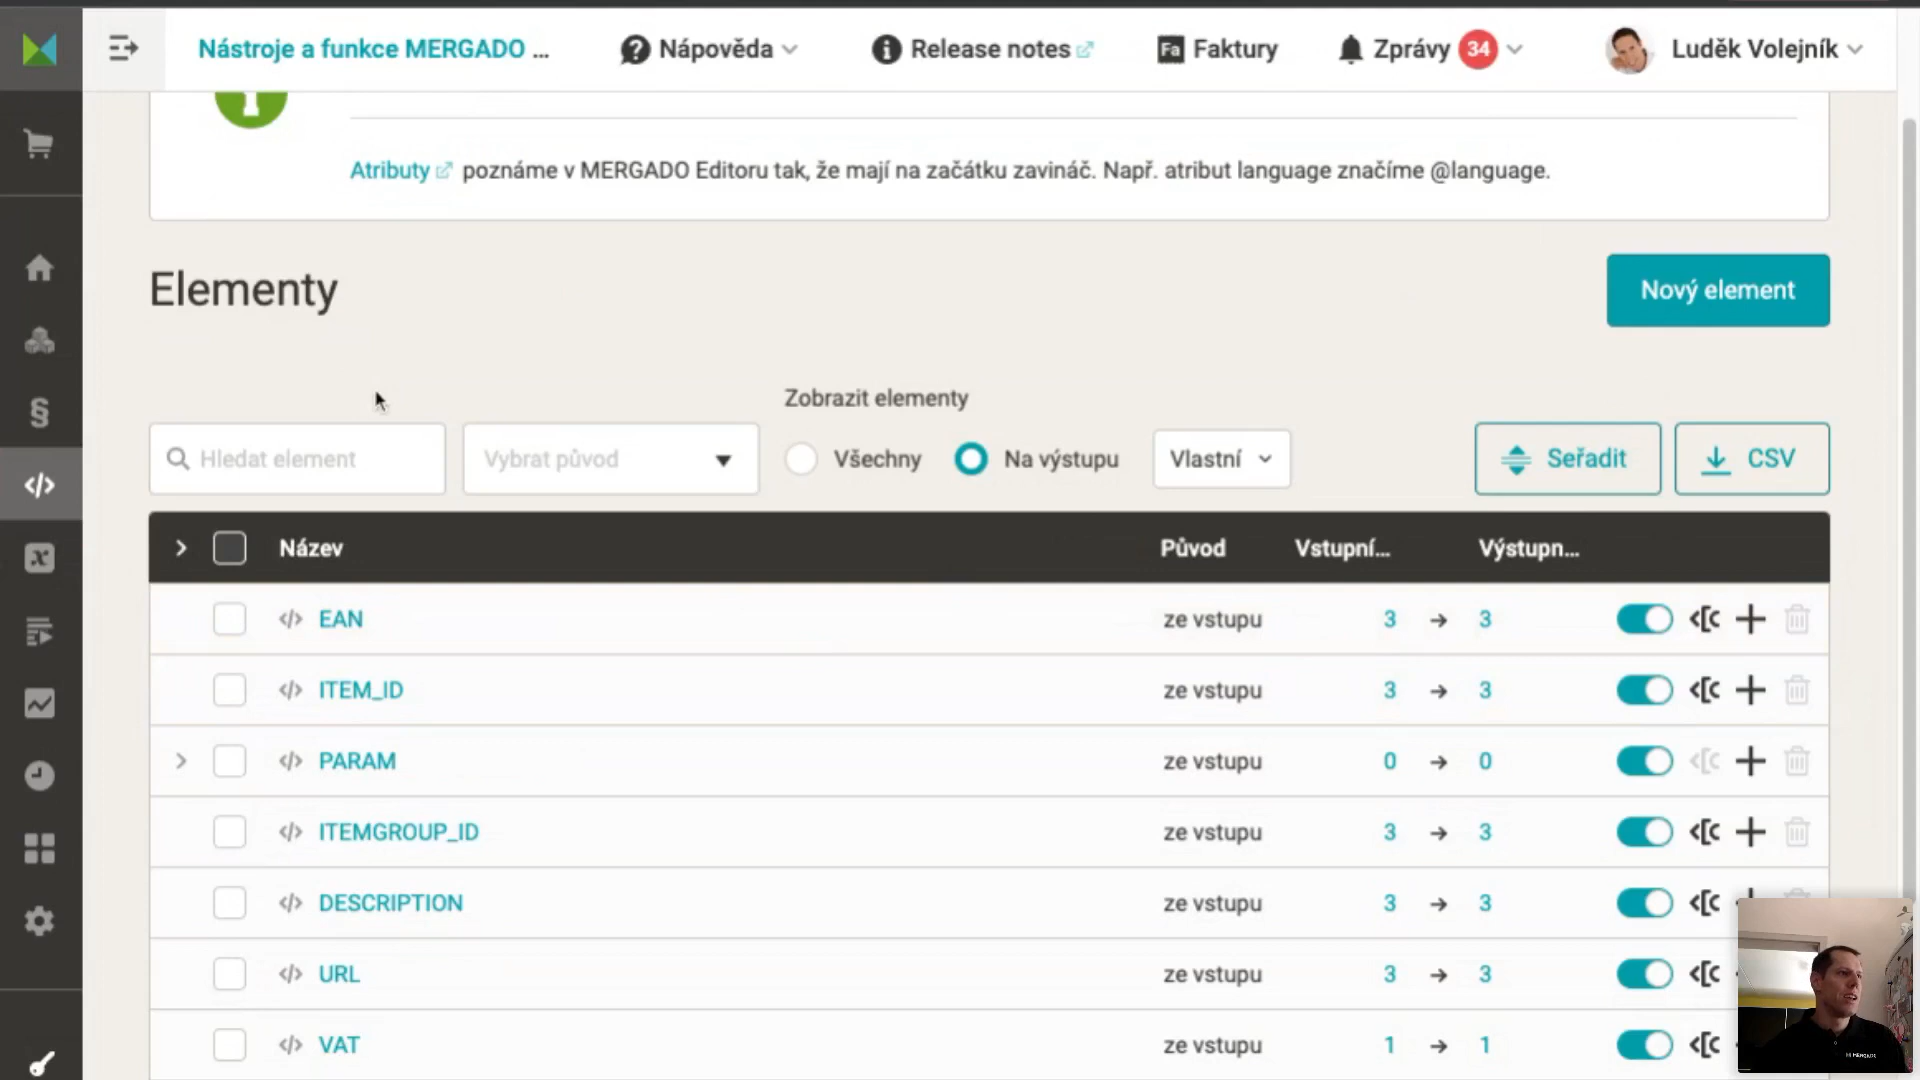 Nástroje a funkce MERGADO ...
Nápověda
Release notes
Fa Faktury
Zprávy 34
Luděk Volejník
Atributy poznáme v MERGADO Editoru tak, že mají na začátku zavináč. Např. atribut language značíme @language.
Elementy
Nový element
Zobrazit elementy
Hledat element
Vybrat původ
Všechny
Na výstupu
Vlastní
Seřadit
CSV
Název Původ Vstupní... Výstupn...
EAN ze vstupu 3 → 3
ITEM_ID ze vstupu 3 → 3
PARAM ze vstupu 0 → 0
ITEMGROUP_ID ze vstupu 3 → 3
DESCRIPTION ze vstupu 3 → 3
URL ze vstupu 3 → 3
VAT ze vstupu 1 → 1
MERGADO